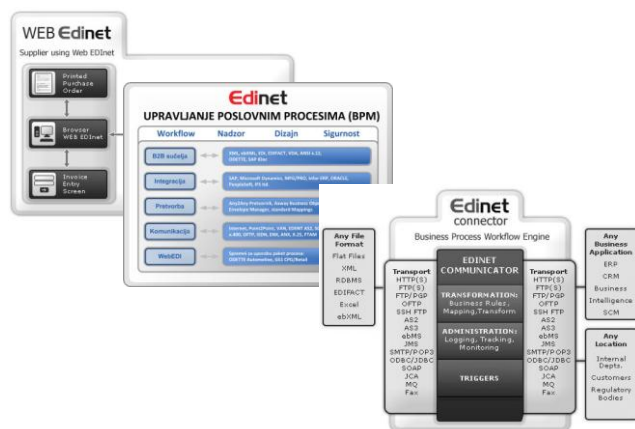 WEB Edinet
Supplier using Web EDInet
Printed
Purchase
Order
Browser
WEB EDInet
Invoice
Entry
Screen
Edinet
UPRAVLJANJE POSLOVNIM PROCESIMA (BPM)
Workflow Nadzor Dizajn Sigurnost
B2B sučelja
Integracija
Pretvorba
Komunikacija
WebEDI
Edinet
connector
Business Process Workflow Engine
Any File
Format
Flat Files
XML
RDBMS
EDIFACT
Excel
ebXML
Transport
HTTP(S)
FTP(S)
FTP/PGP
OFTP
SSH FTP
AS2
AS3
ebMS
JMS
SMTP/POP3
ODBC/JDBC
SOAP
JCA
MQ
Fax
EDINET
COMMUNICATOR
TRANSFORMATION:
Business Rules,
Mapping,Transform
ADMINISTRATION:
Logging, Tracking,
Monitoring
TRIGGERS
Transport
HTTP(S)
FTP(S)
FTP/PGP
OFTP
SSH FTP
AS2
AS3
ebMS
JMS
SMTP/POP3
ODBC/JDBC
SOAP
JCA
MQ
Fax
Any
Business
Application
ERP
CRM
Business
Intelligence
SCM
Any
Location
Internal
Depts.
Customers
Regulatory
Bodies